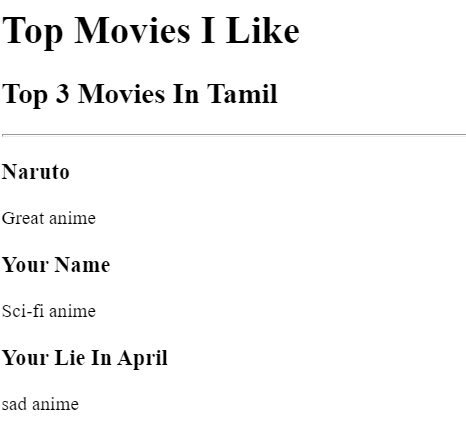 Top Movies I Like
Top 3 Movies In Tamil
Naruto
Great anime
Your Name
Sci-fi anime
Your Lie In April
sad anime